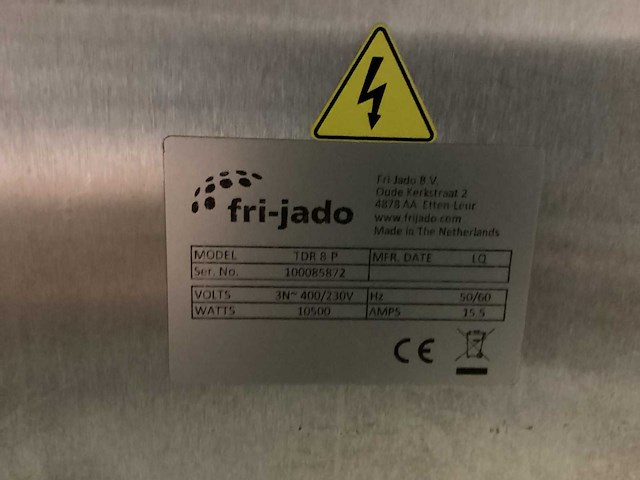 fri-jado
Fri-Jado B.V.
Oude Kerkstraat 2
4878 AA Etten-Leur
www.frijado.com
Made in The Netherlands
MODEL TDR 8 P MFR. DATE LQ
Ser. No. 100085872
VOLTS 3N~ 400/230V Hz 50/60
WATTS 10500 AMPS 15.5
CE